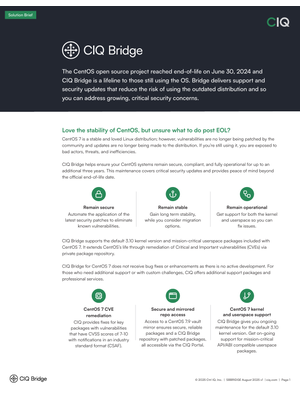 Solution Brief
CIQ
CIQ Bridge
The CentOS open source project reached end-of-life on June 30, 2024 and
CIQ Bridge is a lifeline to those still using the OS. Bridge delivers support and
security updates that reduce the risk of using the outdated distribution and so
you can address growing, critical security concerns.
Love the stability of CentOS, but unsure what to do post EOL?
CentOS 7 is a stable and loved Linux distribution, however, vulnerabilities are no longer being patched by the
community and updates are no longer being made to the distribution. If you're still using it, you are exposed to
bad actors, threats, and inefficiencies.
CIQ Bridge helps ensure your CentOS systems remain secure, compliant, and fully operational for up to an
additional three years. This maintenance covers critical security updates and provides peace of mind beyond
the official end-of-life date.
Remain secure
Automate the application of the
latest security patches to eliminate
known vulnerabilities.
Remain stable
Gain long term stability,
while you consider migration
options.
Remain operational
Get support for both the kernel
and userspace so you can
fix issues.
CIQ Bridge supports the default 3.10 kernel version and mission-critical userspace packages included with
CentOS 7. It extends CentOS's life through remediation of Critical and Important vulnerabilities (CVEs) via
private package repository.
CIQ Bridge for CentOS 7 does not receive bug fixes or enhancements as there is no active development. For
those who need additional support or with custom challenges, CIQ offers additional support packages and
professional services.
CentOS 7 CVE
remediation
CIQ provides fixes for key
packages with vulnerabilities
that have CVSS scores of 7-10
with notifications in an industry
standard format (CSAF).
Secure and mirrored
repo access
Access to a CentOS 7.9 vault
mirror ensures secure, reliable
packages and a CIQ Bridge
repository with patched packages,
all accessible via the CIQ Portal.
CentOS 7 kernel
and userspace support
CIQ Bridge gives you ongoing
maintenance for the default 3.10
kernel version. Get on-going
support for mission-critical
API/ABI compatible userspace
packages.
CIQ Bridge